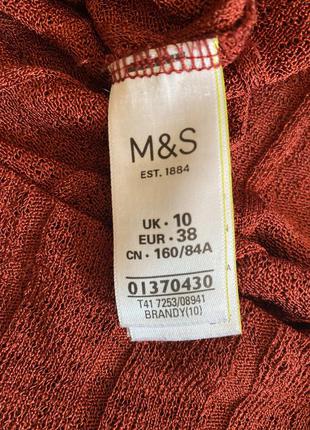 M&S
EST. 1884
UK • 10
EUR • 38
CN • 160/84A
01370430
T41 7253/08941
BRANDY(10)